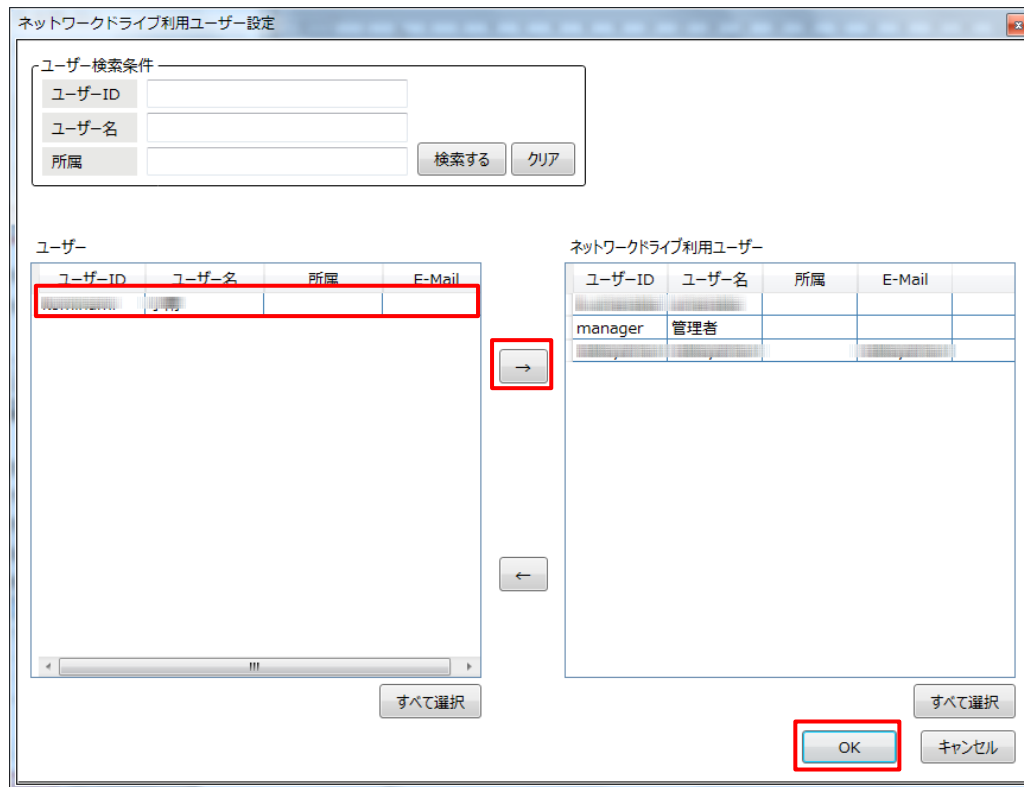 ネットワークドライブ利用ユーザー設定
x
ユーザー検索条件
ユーザーID
ユーザー名
所属 検索する クリア
ユーザー
ユーザーID ユーザー名 所属 E-Mail
→
←
すべて選択
ネットワークドライブ利用ユーザー
ユーザーID ユーザー名 所属 E-Mail
manager 管理者
すべて選択
OK キャンセル